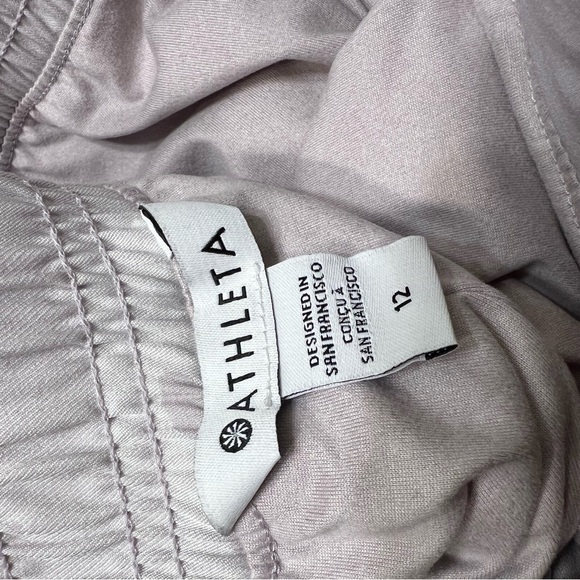 ATHLETA
DESIGNED IN
SAN FRANCISCO
CONÇU À
SAN FRANCISCO
12